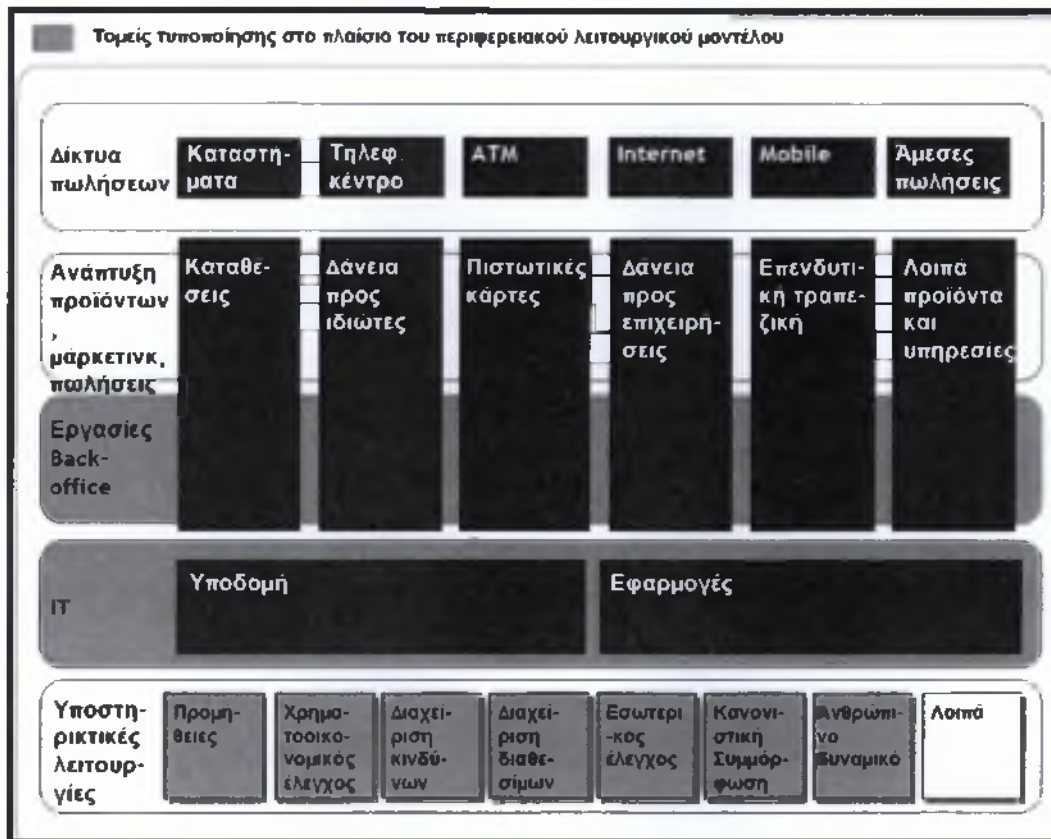 Τομείς τυποποίησης στο πλαίσιο του περιφερειακού λειτουργικού μοντέλου
Δίκτυα
πωλήσεων
Καταστή-
ματα
Τηλεφ.
κέντρο
ATM
Internet
Mobile
Άμεσες
πωλήσεις
Ανάπτυξη
προϊόντων
,
μάρκετινκ,
πωλήσεις
Καταθέ-
σεις
Δάνεια
προς
ιδιώτες
Πιστωτικές
κάρτες
Δάνεια
προς
επιχειρή-
σεις
Επενδυτι-
κή τραπε-
ζική
Λοιπά
προϊόντα
και
υπηρεσίες
Εργασίες
Back-
office
IT
Υποδομή
Εφαρμογές
Υποστη-
ρικτικές
λειτουρ-
γίες
Προμή-
θειες
Χρημα-
τοοικο-
νομικός
έλεγχος
Διαχεί-
ριση
κινδύ-
νων
Διαχεί-
ριση
διαθε-
σίμων
Εσωτερι
-κος
έλεγχος
Κανονι-
στική
Συμμόρ-
φωση
Ανθρώπι-
νο
δυναμικό
Λοιπά